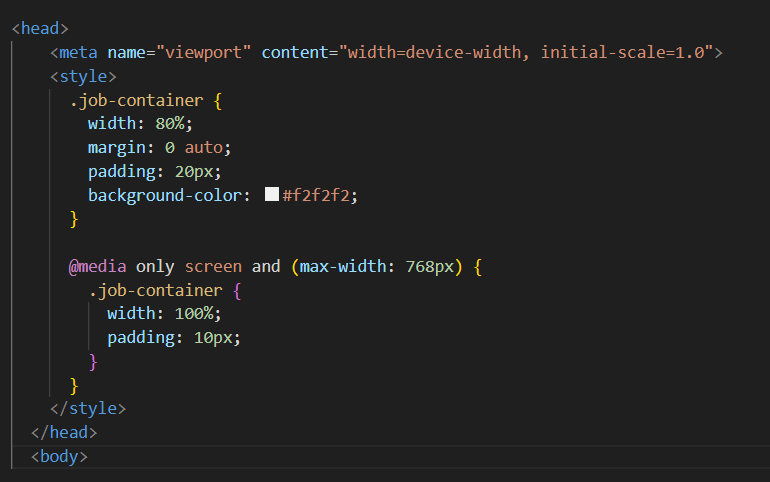 <head>
<meta name="viewport" content="width=device-width, initial-scale=1.0">
<style>
.job-container {
width: 80%;
margin: 0 auto;
padding: 20px;
background-color: #f2f2f2;
}
@media only screen and (max-width: 768px) {
.job-container {
width: 100%;
padding: 10px;
}
}
</style>
</head>
<body>